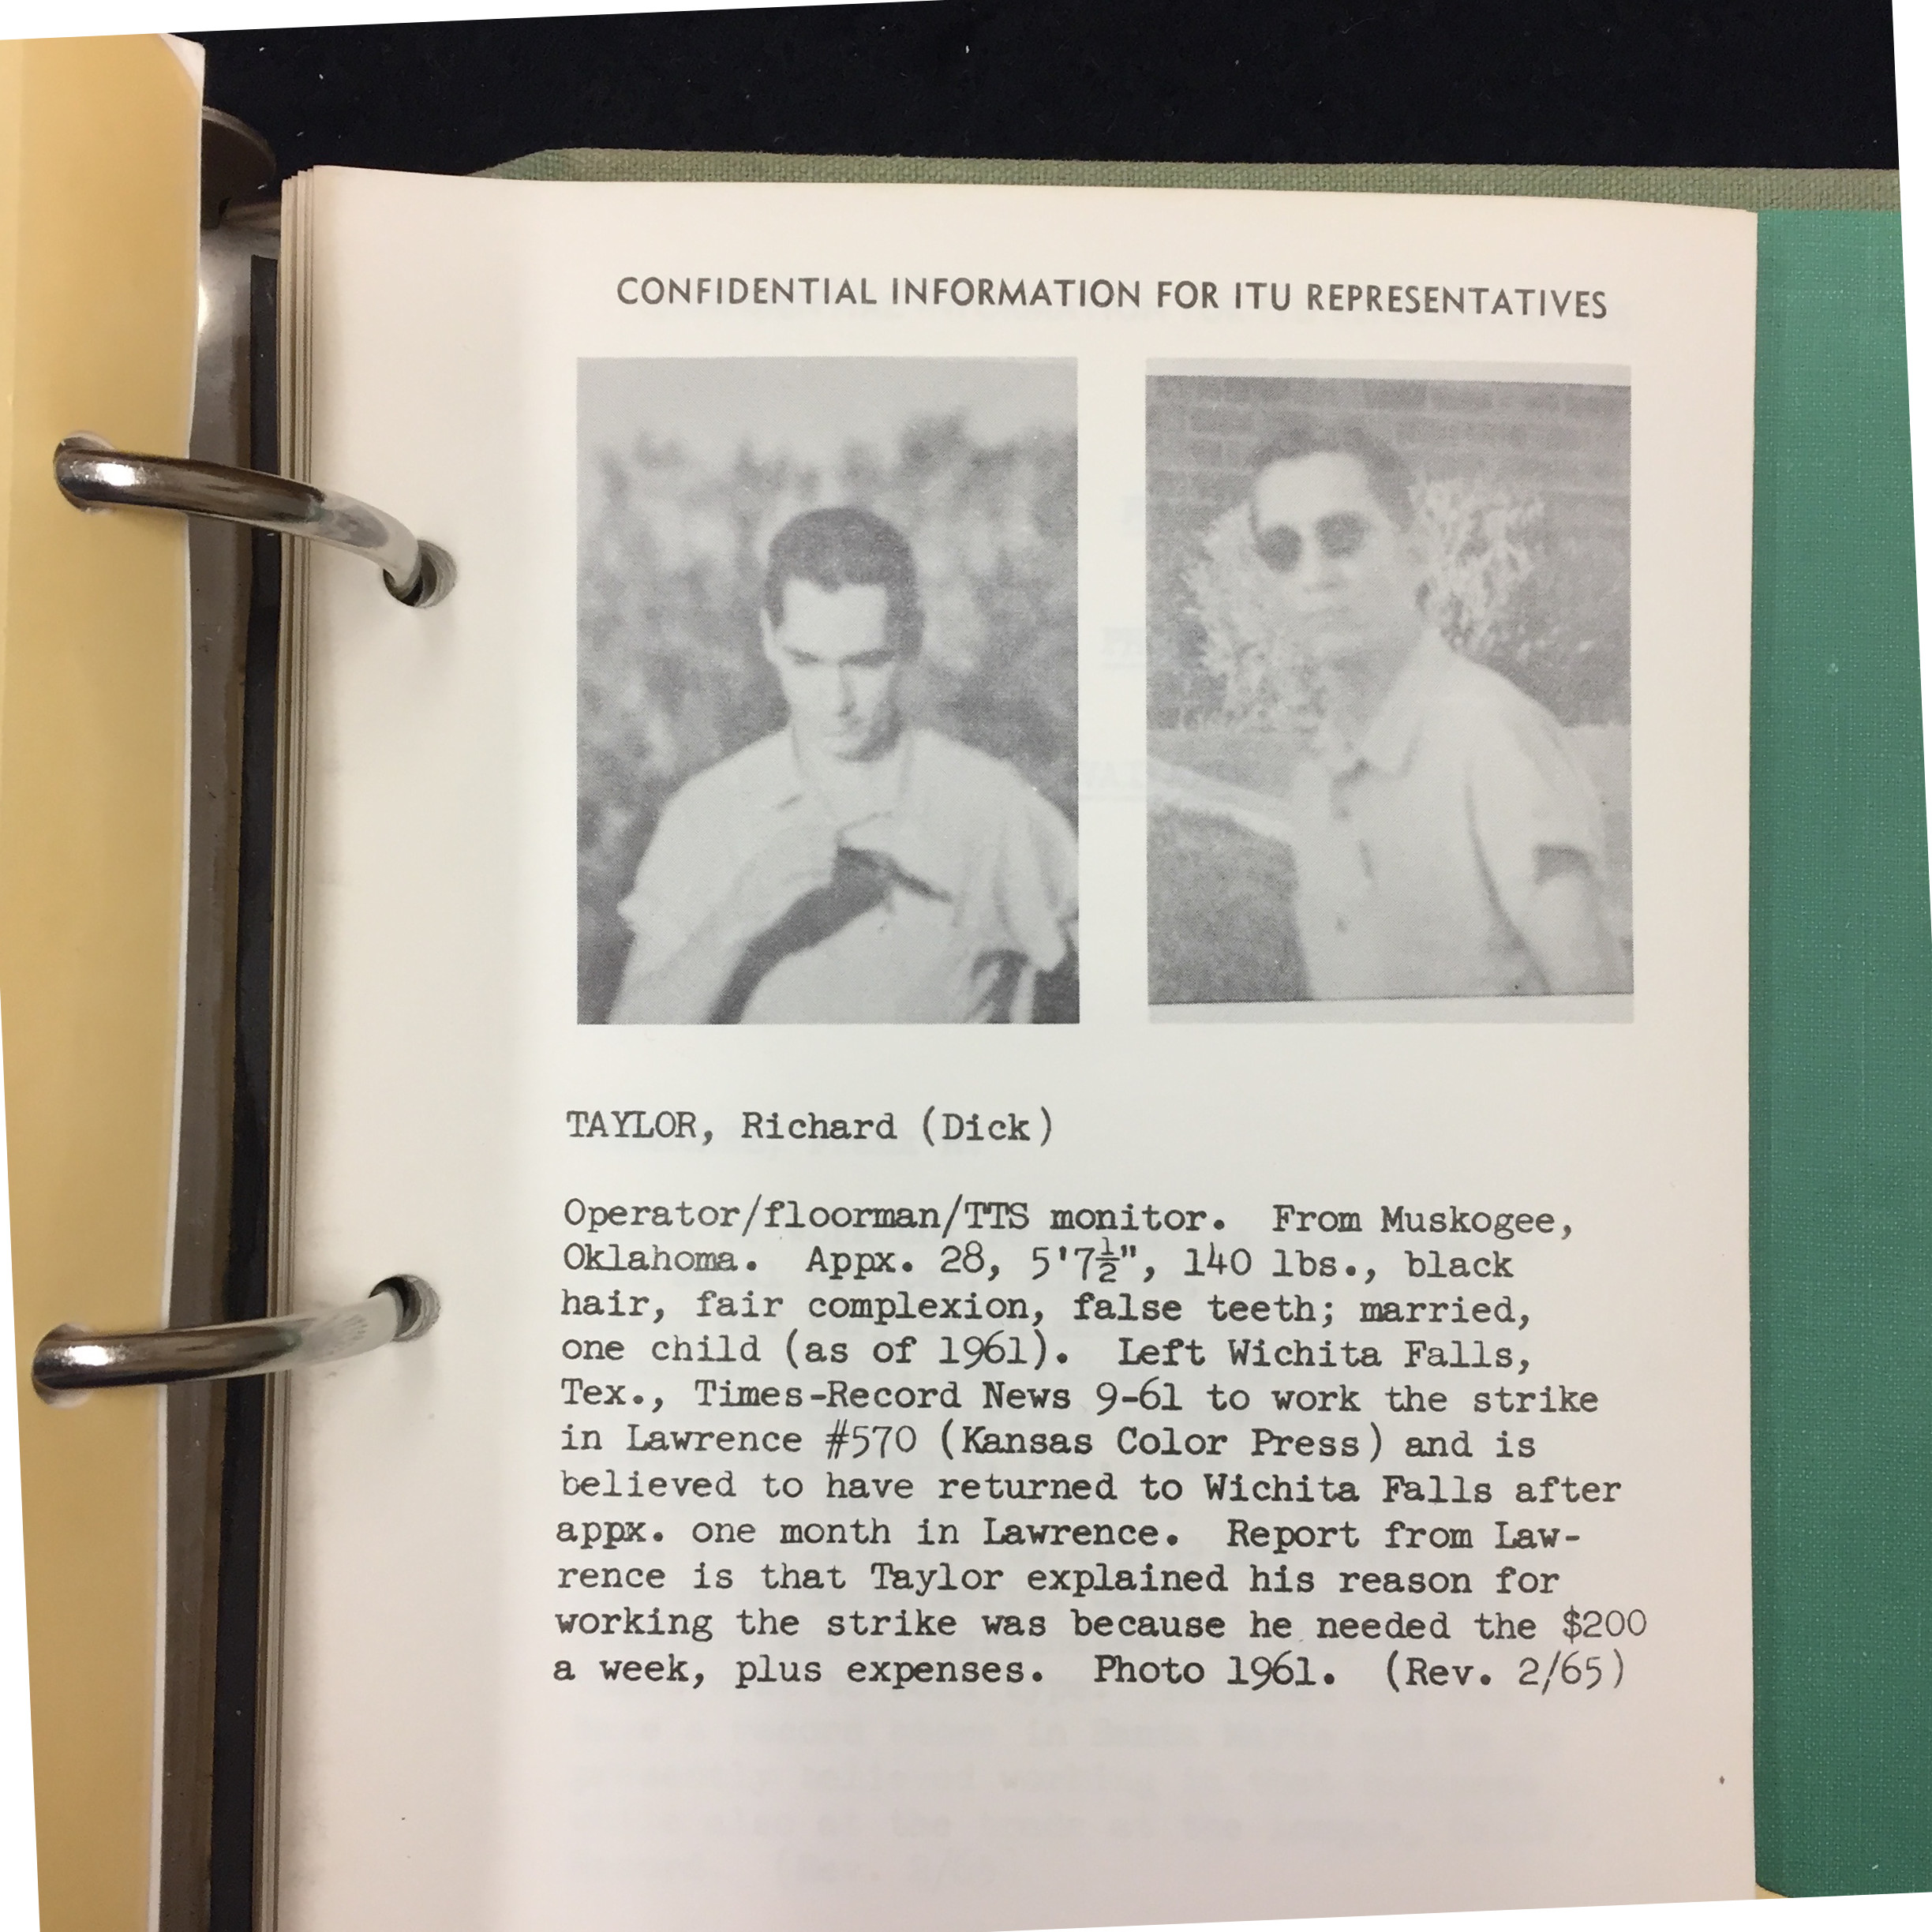 CONFIDENTIAL INFORMATION FOR ITU REPRESENTATIVES
TAYLOR, Richard (Dick)
Operator/floorman/TTS monitor. From Muskogee,
Oklahoma. Appx. 28, 5'7½", 140 lbs., black
hair, fair complexion, false teeth; married,
one child (as of 1961). Left Wichita Falls,
Tex., Times-Record News 9-61 to work the strike
in Lawrence #570 (Kansas Color Press) and is
believed to have returned to Wichita Falls after
appx. one month in Lawrence. Report from Law-
rence is that Taylor explained his reason for
working the strike was because he needed the $200
a week, plus expenses. Photo 1961. (Rev. 2/65)